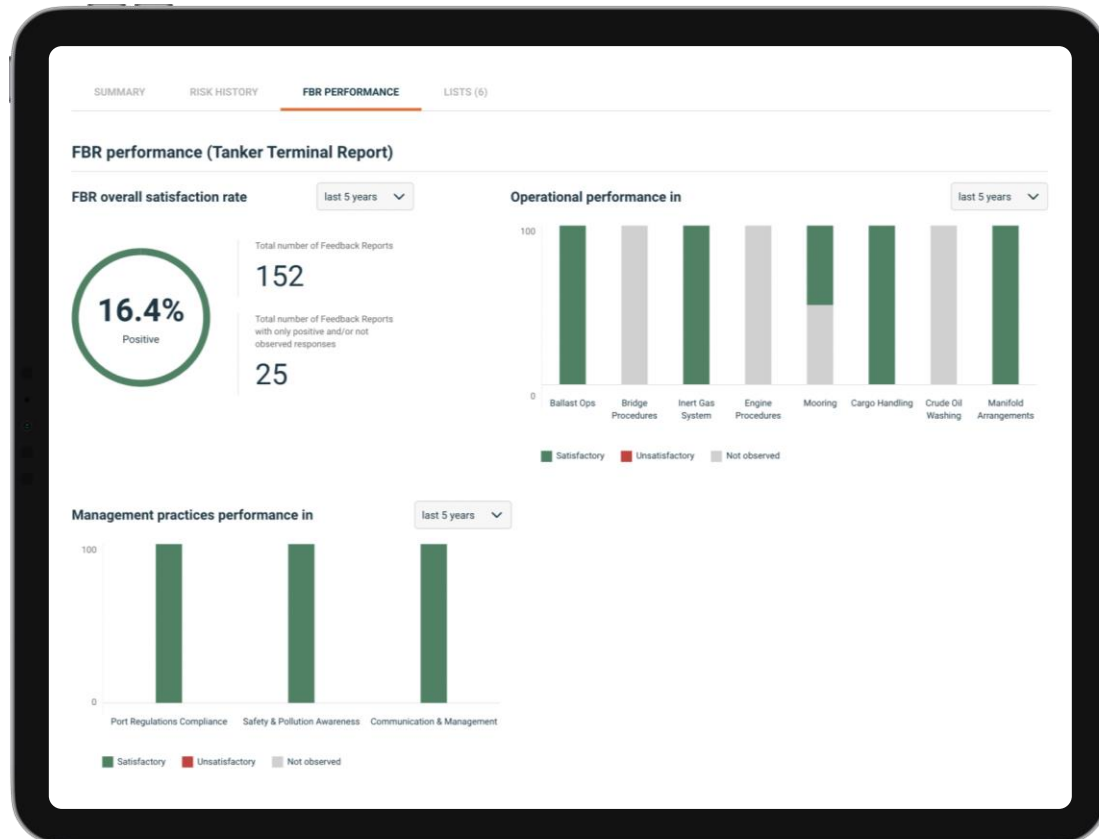 SUMMARY RISK HISTORY FBR PERFORMANCE LISTS (6)
FBR performance (Tanker Terminal Report)
FBR overall satisfaction rate last 5 years
16.4%
Positive
Total number of Feedback Reports
152
Total number of Feedback Reports
with only positive and/or not
observed responses
25
Operational performance in last 5 years
100
0
Ballast Ops
Bridge
Procedures
Inert Gas
System
Engine
Procedures
Mooring
Cargo Handling
Crude Oil
Washing
Manifold
Arrangements
Satisfactory Unsatisfactory Not observed
Management practices performance in last 5 years
100
0
Port Regulations Compliance Safety & Pollution Awareness Communication & Management
Satisfactory Unsatisfactory Not observed